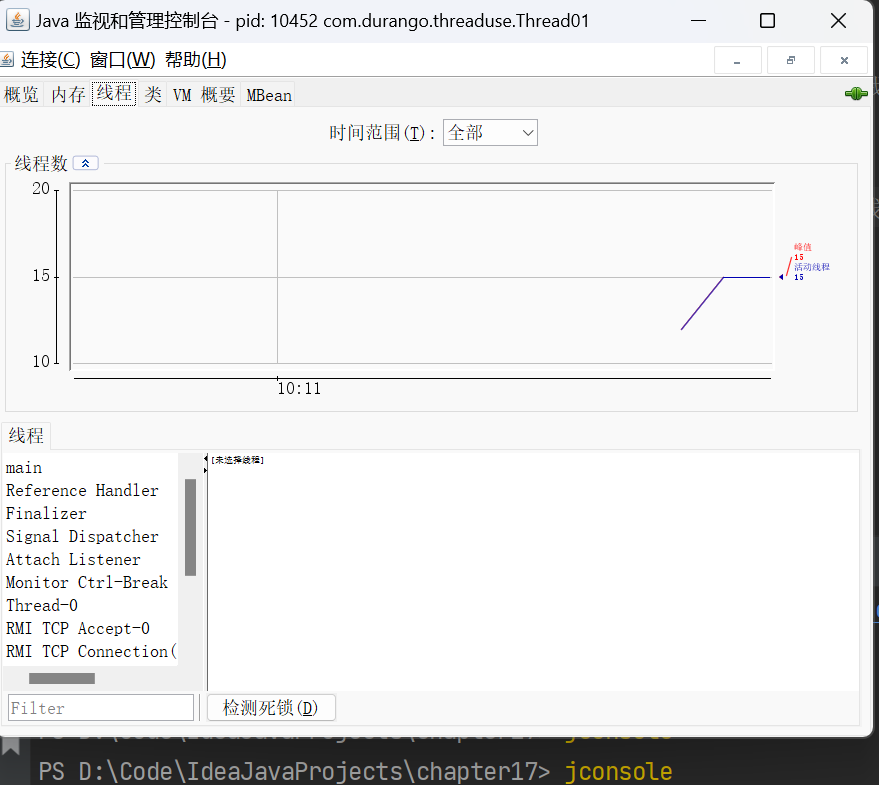 Java 监视和管理控制台 - pid: 10452 com.durango.threaduse.Thread01
连接(C) 窗口(W) 帮助(H)
概览 内存 线程 类 VM 概要 MBean
时间范围(T): 全部
线程数
20
15
10
10:11
峰值
15
活动线程
15
线程
main
Reference Handler
Finalizer
Signal Dispatcher
Attach Listener
Monitor Ctrl-Break
Thread-0
RMI TCP Accept-0
RMI TCP Connection(
[未选择线程]
Filter
检测死锁(D)
PS D:\Code\IdeaJavaProjects\chapter17> jconsole
PS D:\Code\IdeaJavaProjects\chapter17> jconsole